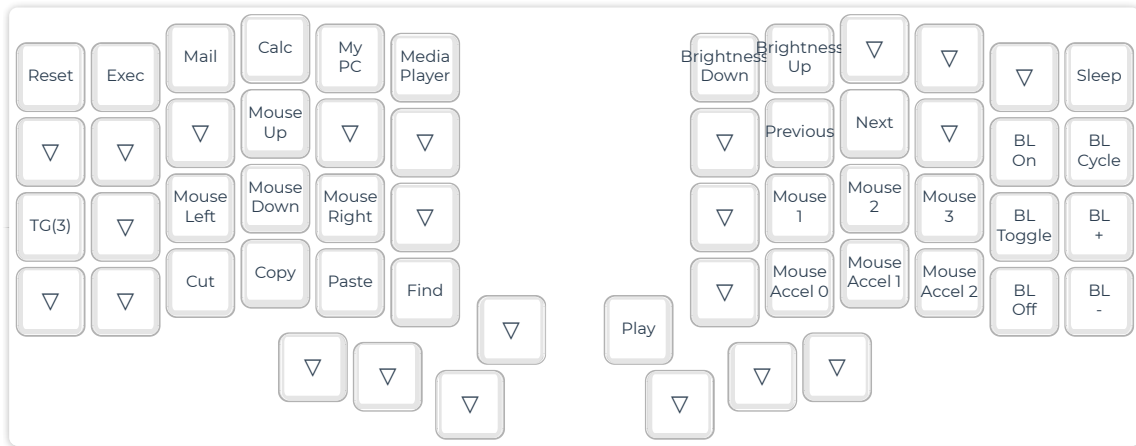 Reset
Exec
Mail
Calc
My
PC
Media
Player
Brightness
Down
Brightness
Up
▽
▽
▽
Sleep
▽
▽
▽
Mouse
Up
▽
▽
▽
Previous
Next
▽
BL
On
BL
Cycle
TG(3)
▽
Mouse
Left
Mouse
Down
Mouse
Right
▽
▽
Mouse
1
Mouse
2
Mouse
3
BL
Toggle
BL
+
▽
▽
Cut
Copy
Paste
Find
▽
Mouse
Accel 0
Mouse
Accel 1
Mouse
Accel 2
BL
Off
BL
-
▽
Play
▽
▽
▽
▽
▽
▽